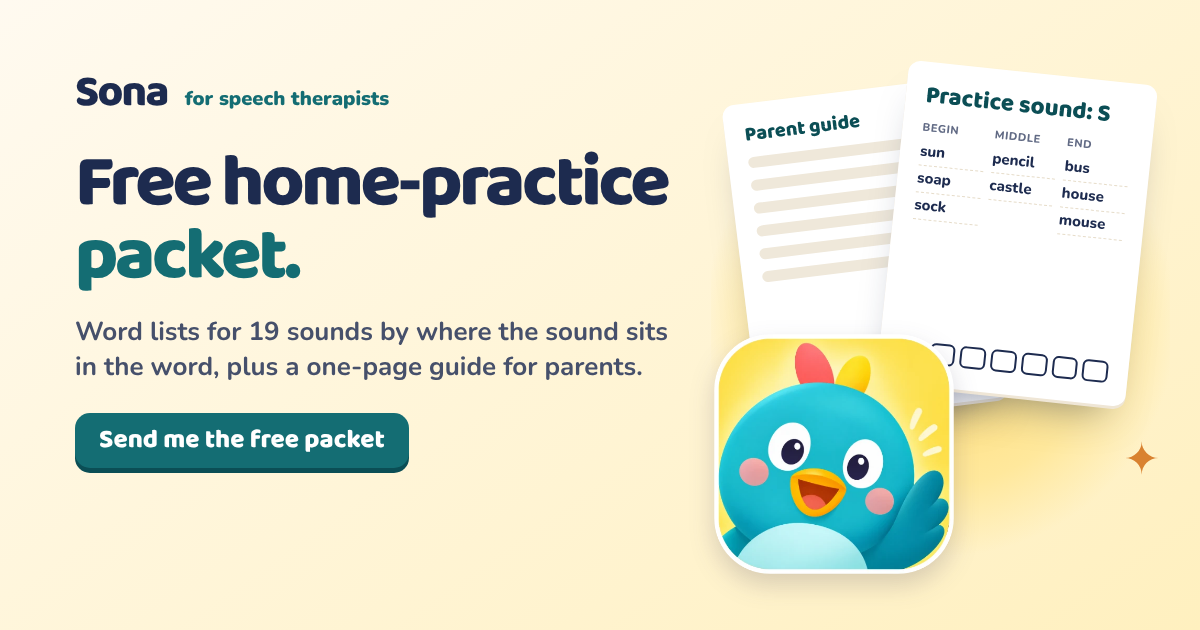 Sona for speech therapists
Free home-practice
packet.
Word lists for 19 sounds by where the sound sits
in the word, plus a one-page guide for parents.
Send me the free packet
Parent guide
Practice sound: S
BEGIN MIDDLE END
sun pencil bus
soap castle house
sock mouse